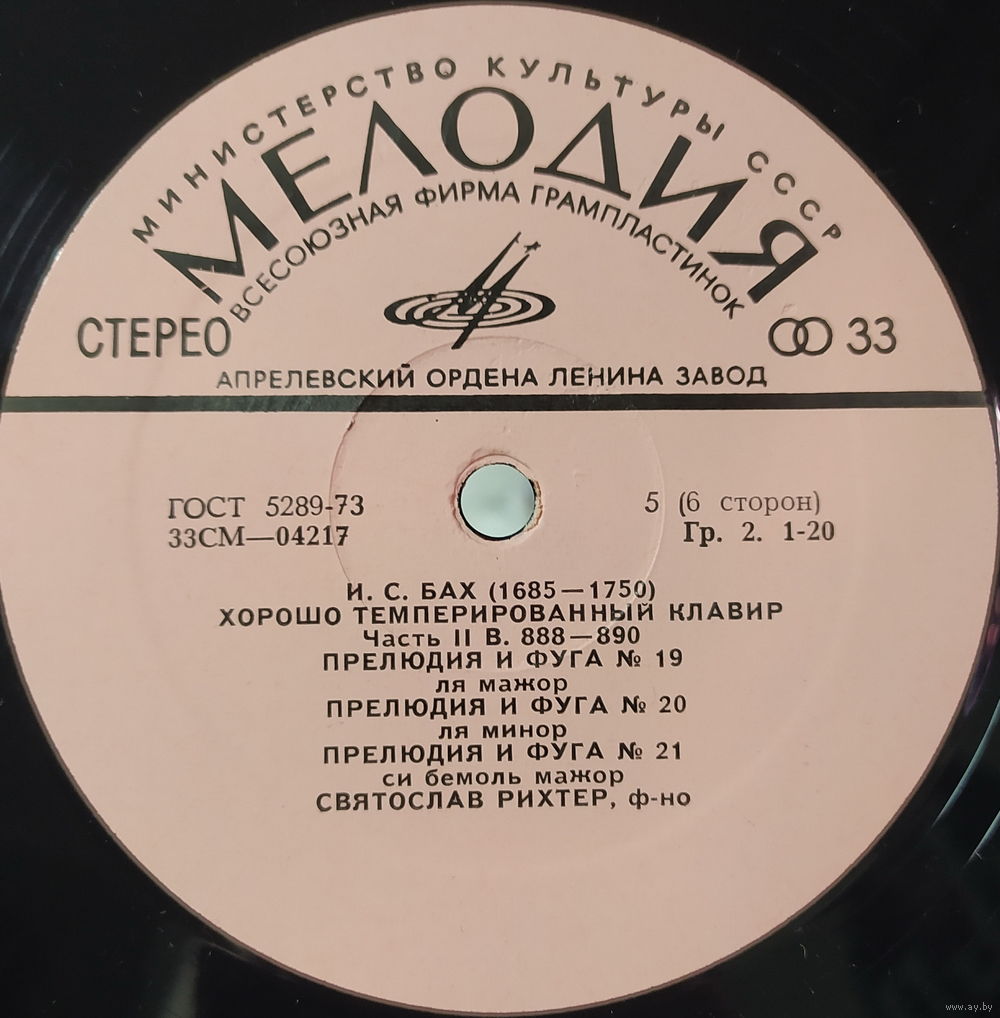 МИНИСТЕРСТВО КУЛЬТУРЫ СССР
МЕЛОДИЯ
ВСЕСОЮЗНАЯ ФИРМА ГРАМПЛАСТИНОК
СТЕРЕО
33
АПРЕЛЕВСКИЙ ОРДЕНА ЛЕНИНА ЗАВОД
ГОСТ 5289-73
5 (6 сторон)
33СМ—04217
Гр. 2. 1-20
И. С. БАХ (1685—1750)
ХОРОШО ТЕМПЕРИРОВАННЫЙ КЛАВИР
Часть II В. 888—890
ПРЕЛЮДИЯ И ФУГА № 19
ля мажор
ПРЕЛЮДИЯ И ФУГА № 20
ля минор
ПРЕЛЮДИЯ И ФУГА № 21
си бемоль мажор
СВЯТОСЛАВ РИХТЕР, ф-но
www.ay.by